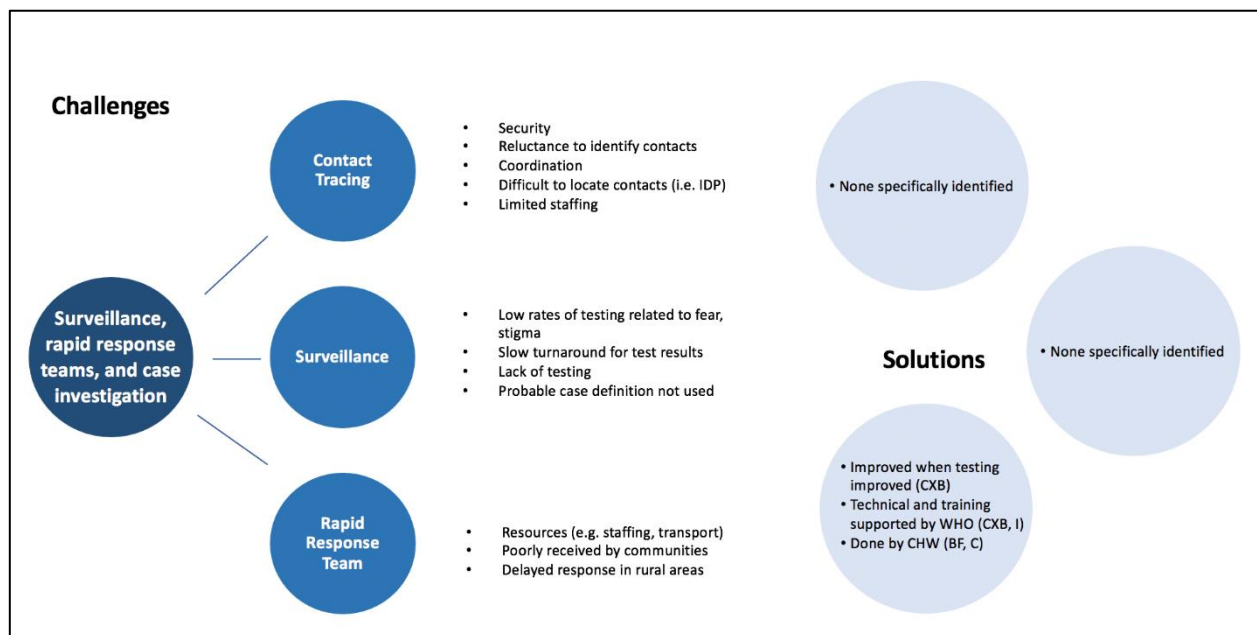 Challenges
Contact
Tracing
• Security
• Reluctance to identify contacts
• Coordination
• Difficult to locate contacts (i.e. IDP)
• Limited staffing
• None specifically identified
Surveillance,
rapid response
teams, and case
investigation
Surveillance
• Low rates of testing related to fear,
stigma
• Slow turnaround for test results
• Lack of testing
• Probable case definition not used
Solutions
• None specifically identified
Rapid
Response
Team
• Resources (e.g. staffing, transport)
• Poorly received by communities
• Delayed response in rural areas
• Improved when testing
improved (CXB)
• Technical and training
supported by WHO (CXB, I)
• Done by CHW (BF, C)